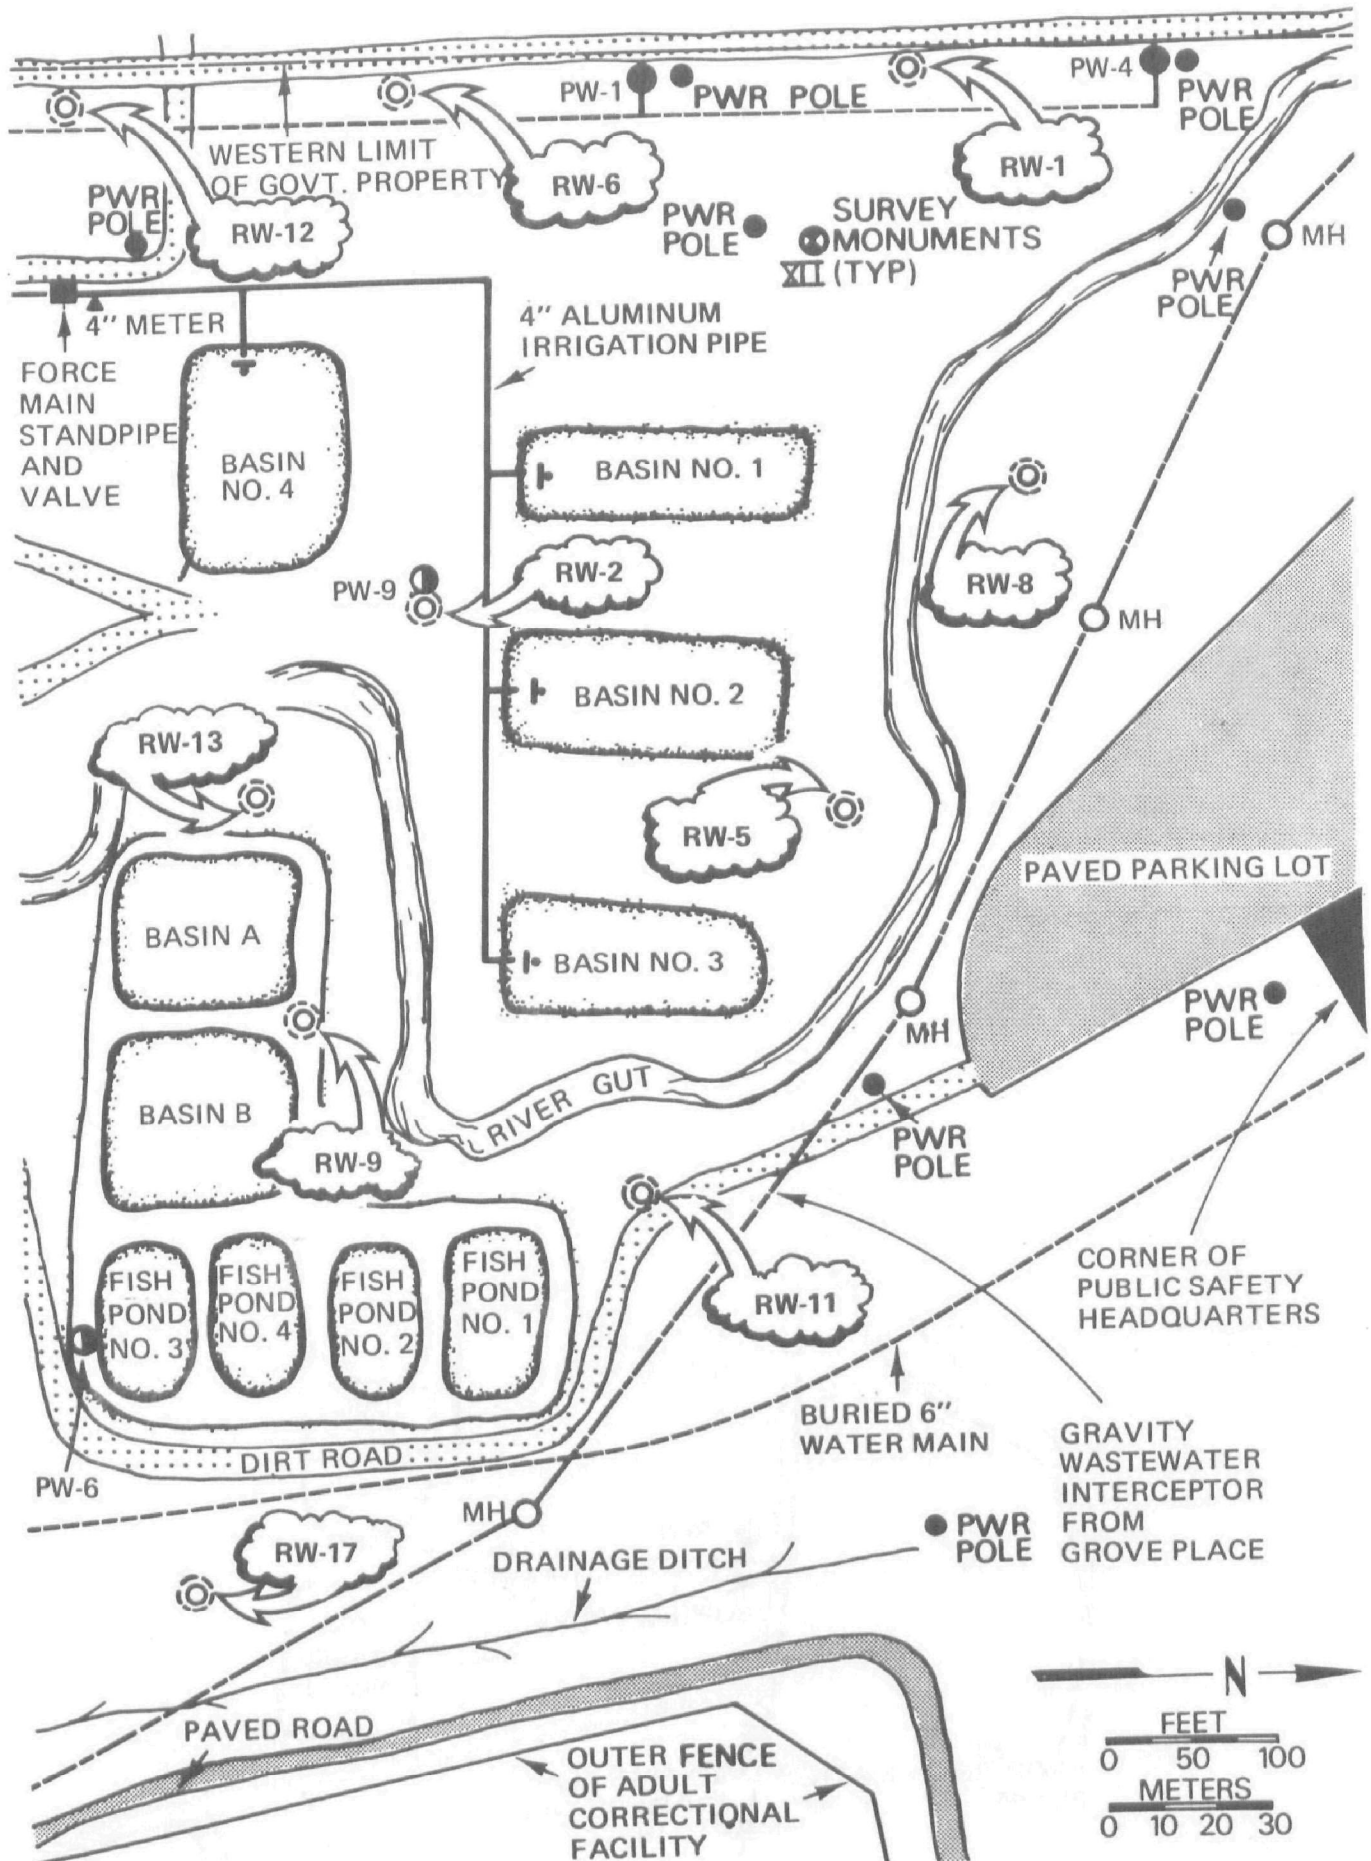 PW-1
PWR POLE
PW-4
PWR
POLE
WESTERN LIMIT
OF GOVT. PROPERTY
RW-6
RW-1
PWR
POLE
RW-12
PWR
POLE
SURVEY
MONUMENTS
XII (TYP)
MH
PWR
POLE
4" METER
4" ALUMINUM
IRRIGATION PIPE
FORCE
MAIN
STANDPIPE
AND
VALVE
BASIN
NO. 4
BASIN NO. 1
PW-9
RW-2
RW-8
MH
BASIN NO. 2
RW-13
RW-5
PAVED PARKING LOT
BASIN A
BASIN NO. 3
MH
PWR
POLE
BASIN B
RIVER GUT
PWR
POLE
RW-9
FISH
POND
NO. 3
FISH
POND
NO. 4
FISH
POND
NO. 2
FISH
POND
NO. 1
RW-11
CORNER OF
PUBLIC SAFETY
HEADQUARTERS
BURIED 6"
WATER MAIN
DIRT ROAD
PW-6
GRAVITY
WASTEWATER
INTERCEPTOR
FROM
GROVE PLACE
MH
PWR
POLE
RW-17
DRAINAGE DITCH
PAVED ROAD
OUTER FENCE
OF ADULT
CORRECTIONAL
FACILITY
N
FEET
0 50 100
METERS
0 10 20 30